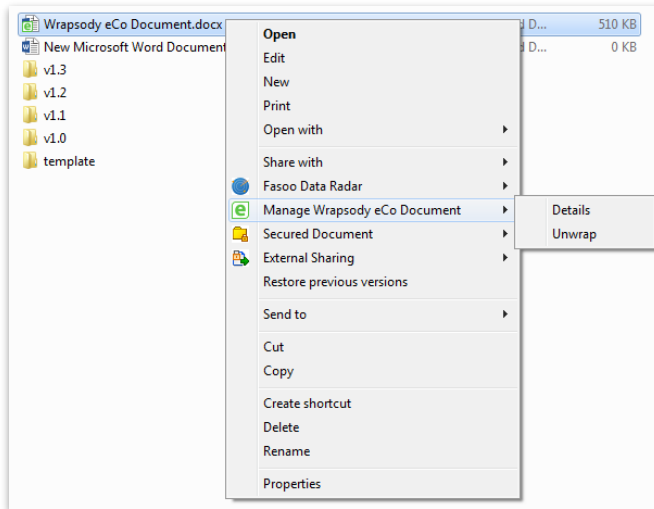 Wrapsody eCo Document.docx d D... 510 KB
New Microsoft Word Document d D... 0 KB
v1.3
v1.2
v1.1
v1.0
template
Open
Edit
New
Print
Open with
Share with
Fasoo Data Radar
Manage Wrapsody eCo Document
Secured Document
External Sharing
Restore previous versions
Send to
Cut
Copy
Create shortcut
Delete
Rename
Properties
Details
Unwrap